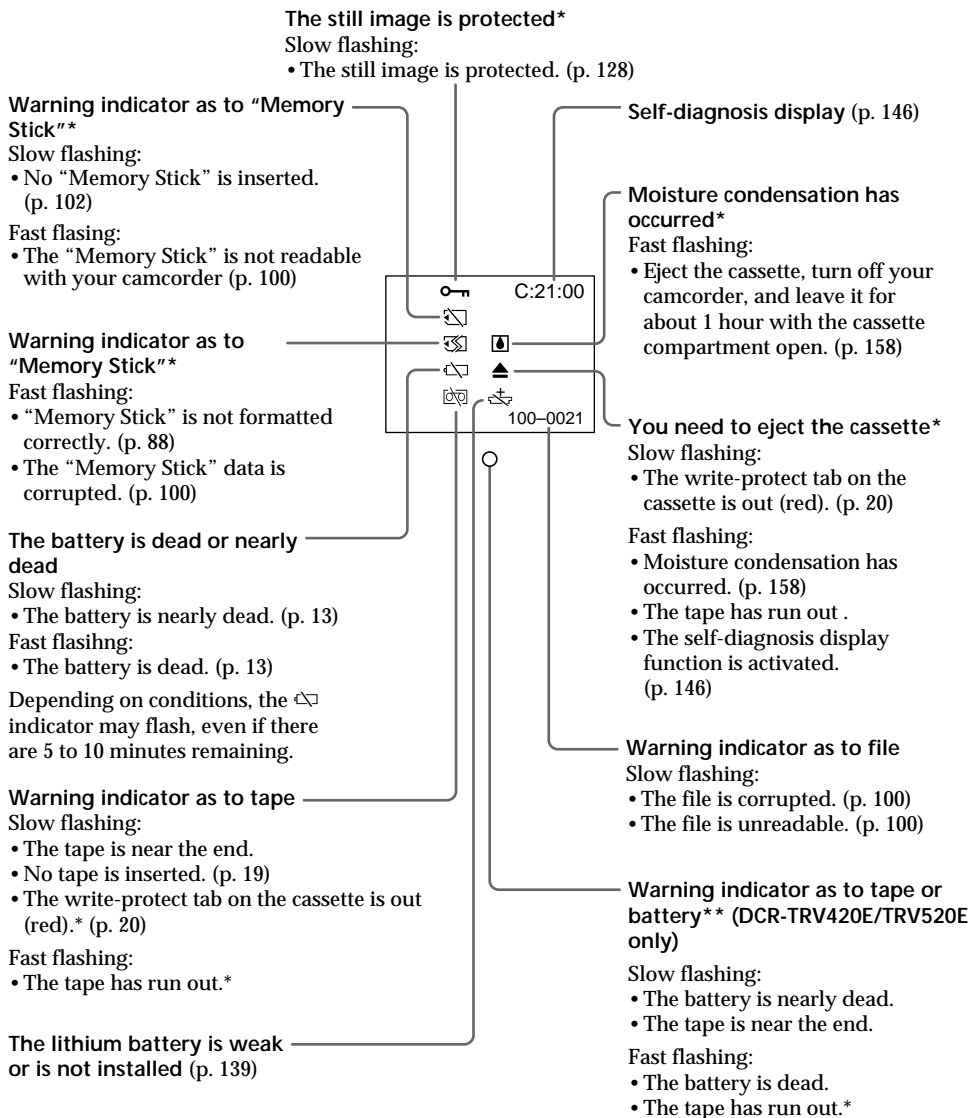 The still image is protected*
Slow flashing:
• The still image is protected. (p. 128)
Warning indicator as to “Memory
Stick”*
Slow flashing:
• No “Memory Stick” is inserted.
(p. 102)
Fast flasing:
• The “Memory Stick” is not readable
with your camcorder (p. 100)
Warning indicator as to
“Memory Stick”*
Fast flashing:
• “Memory Stick” is not formatted
correctly. (p. 88)
• The “Memory Stick” data is
corrupted. (p. 100)
The battery is dead or nearly
dead
Slow flashing:
• The battery is nearly dead. (p. 13)
Fast flasihng:
• The battery is dead. (p. 13)
Depending on conditions, the
indicator may flash, even if there
are 5 to 10 minutes remaining.
Warning indicator as to tape
Slow flashing:
• The tape is near the end.
• No tape is inserted. (p. 19)
• The write-protect tab on the cassette is out
(red).* (p. 20)
Fast flashing:
• The tape has run out.*
The lithium battery is weak
or is not installed (p. 139)
C:21:00
100–0021
Self-diagnosis display (p. 146)
Moisture condensation has
occurred*
Fast flashing:
• Eject the cassette, turn off your
camcorder, and leave it for
about 1 hour with the cassette
compartment open. (p. 158)
You need to eject the cassette*
Slow flashing:
• The write-protect tab on the
cassette is out (red). (p. 20)
Fast flashing:
• Moisture condensation has
occurred. (p. 158)
• The tape has run out .
• The self-diagnosis display
function is activated.
(p. 146)
Warning indicator as to file
Slow flashing:
• The file is corrupted. (p. 100)
• The file is unreadable. (p. 100)
Warning indicator as to tape or
battery** (DCR-TRV420E/TRV520E
only)
Slow flashing:
• The battery is nearly dead.
• The tape is near the end.
Fast flashing:
• The battery is dead.
• The tape has run out.*